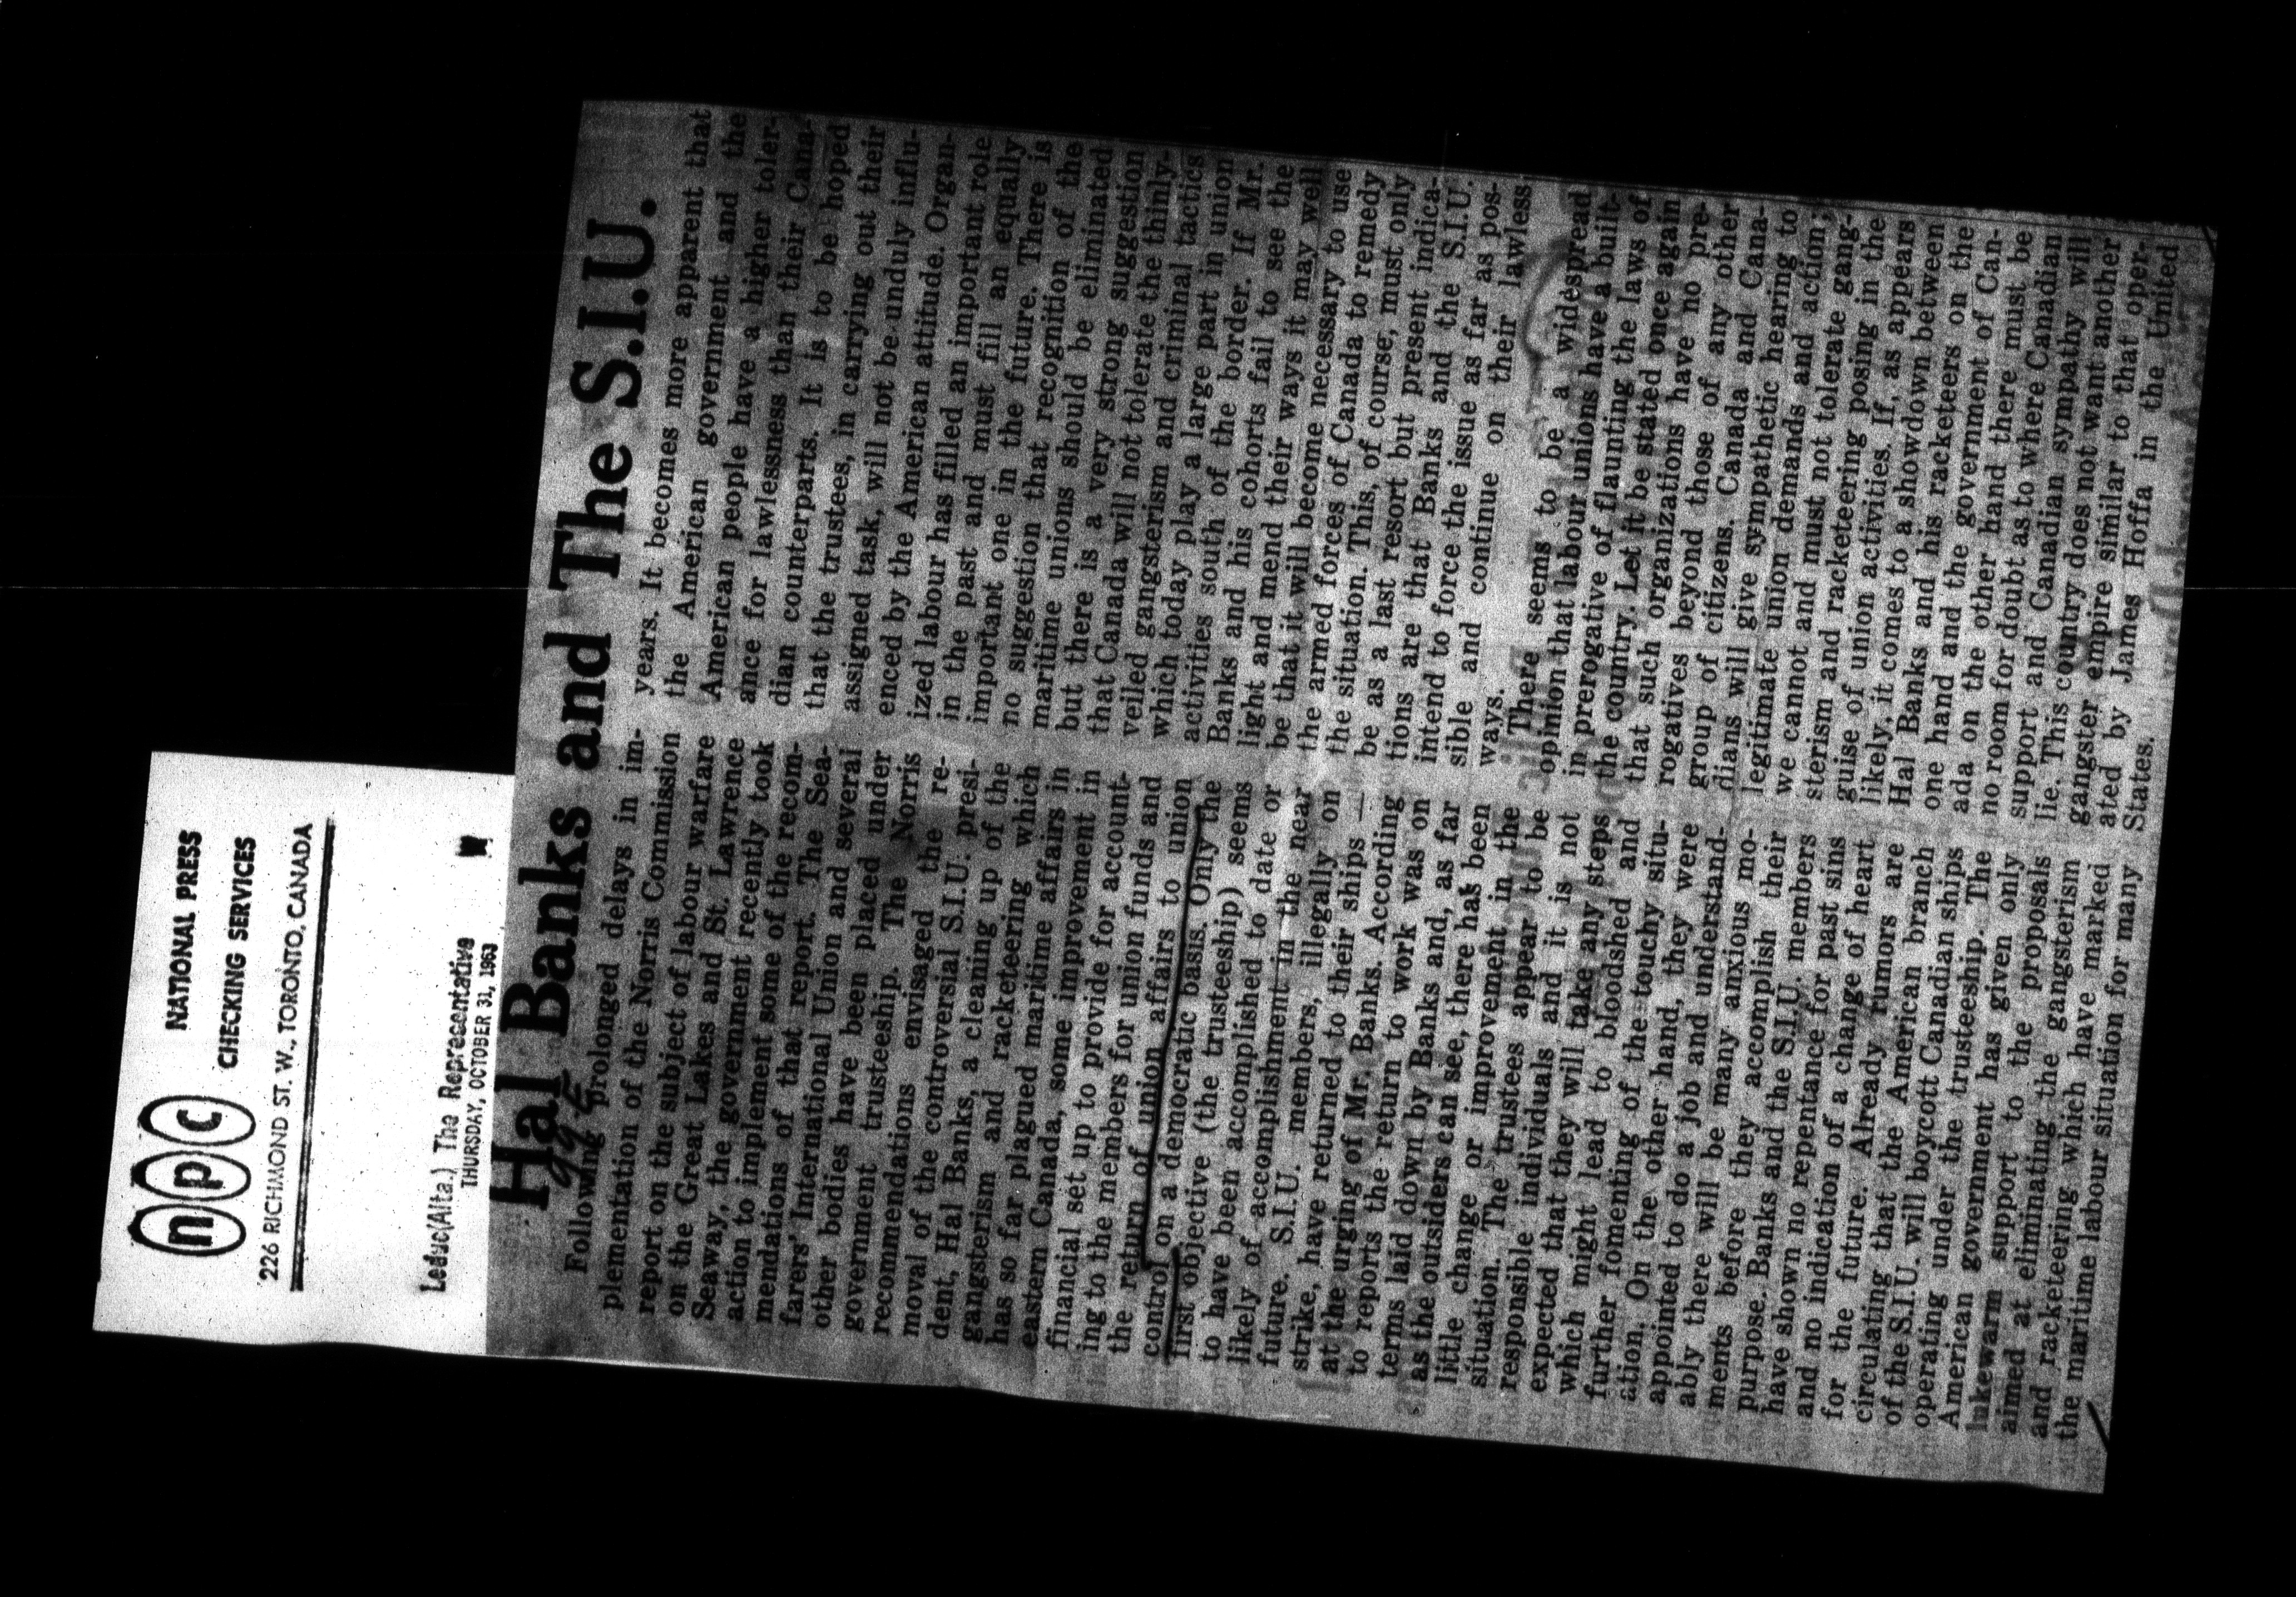 npc NATIONAL PRESS
CHECKING SERVICES
226 RICHMOND ST. W., TORONTO, CANADA
Leduc(Alta.) The Reprecentative
THURSDAY, OCTOBER 31, 1963
Hal Banks and The S.I.U.
Following prolonged delays in im-
plementation of the Norris Commission
report on the subject of labour warfare
on the Great Lakes and St. Lawrence
Seaway, the government recently took
action to implement some of the recom-
mendations of that report. The Sea-
farers' International Union and several
other bodies have been placed under
government trusteeship. The Norris
recommendations envisaged the re-
moval of the controversial S.I.U. presi-
dent, Hal Banks, a cleaning up of the
gangsterism and racketeering which
has so far plagued maritime affairs in
eastern Canada, some improvement in
financial set up to provide for account-
ing to the members for union funds and
the return of union affairs to union
control on a democratic basis. Only the
first objective (the trusteeship) seems
to have been accomplished to date or
likely of accomplishment in the near
future. S.I.U. members, illegally on
strike, have returned to their ships —
at the urging of Mr. Banks. According
to reports the return to work was on
terms laid down by Banks and, as far
as the outsiders can see, there has been
little change or improvement in the
situation. The trustees appear to be
responsible individuals and it is not
expected that they will take any steps
which might lead to bloodshed and
further fomenting of the touchy situ-
ation. On the other hand, they were
appointed to do a job and understand-
ably there will be many anxious mo-
ments before they accomplish their
purpose. Banks and the S.I.U. members
have shown no repentance for past sins
and no indication of a change of heart
for the future. Already rumors are
circulating that the American branch
of the S.I.U. will boycott Canadian ships
operating under the trusteeship. The
American government has given only
lukewarm support to the proposals
aimed at eliminating the gangsterism
and racketeering which have marked
the maritime labour situation for many
years. It becomes more apparent that
the American government and the
American people have a higher toler-
ance for lawlessness than their Cana-
dian counterparts. It is to be hoped
that the trustees, in carrying out their
assigned task, will not be unduly influ-
enced by the American attitude. Organ-
ized labour has filled an important role
in the past and must fill an equally
important one in the future. There is
no suggestion that recognition of the
maritime unions should be eliminated
but there is a very strong suggestion
that Canada will not tolerate the thinly-
veiled gangsterism and criminal tactics
which today play a large part in union
activities south of the border. If Mr.
Banks and his cohorts fail to see the
light and mend their ways it may well
be that it will become necessary to use
the armed forces of Canada to remedy
the situation. This, of course, must only
be as a last resort but present indica-
tions are that Banks and the S.I.U.
intend to force the issue as far as pos-
sible and continue on their lawless
ways.
There seems to be a widespread
opinion that labour unions have a built-
in prerogative of flaunting the laws of
the country. Let it be stated once again
that such organizations have no pre-
rogatives beyond those of any other
group of citizens. Canada and Cana-
dians will give sympathetic hearing to
legitimate union demands and action;
we cannot and must not tolerate gang-
sterism and racketeering posing in the
guise of union activities. If, as appears
likely, it comes to a showdown between
Hal Banks and his racketeers on the
one hand and the government of Can-
ada on the other hand there must be
no room for doubt as to where Canadian
support and Canadian sympathy will
lie. This country does not want another
gangster empire similar to that oper-
ated by James Hoffa in the United
States.